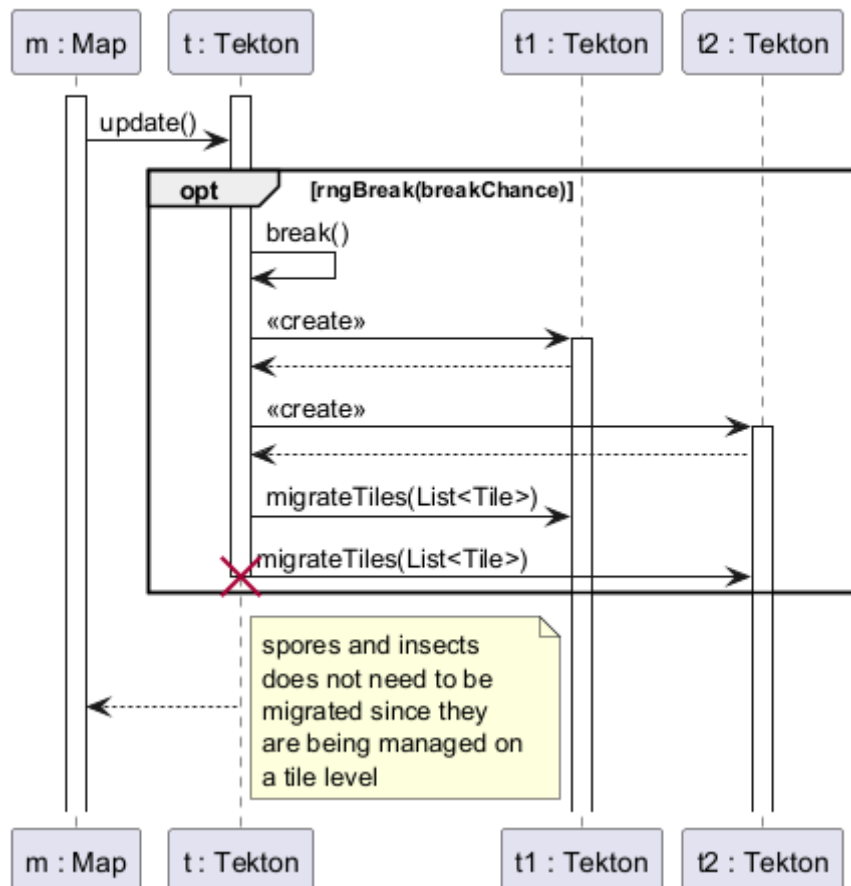 m : Map
t : Tekton
t1 : Tekton
t2 : Tekton
update()
opt
[rngBreak(breakChance)]
break()
«create»
«create»
migrateTiles(List<Tile>)
migrateTiles(List<Tile>)
spores and insects
does not need to be
migrated since they
are being managed on
a tile level
m : Map
t : Tekton
t1 : Tekton
t2 : Tekton